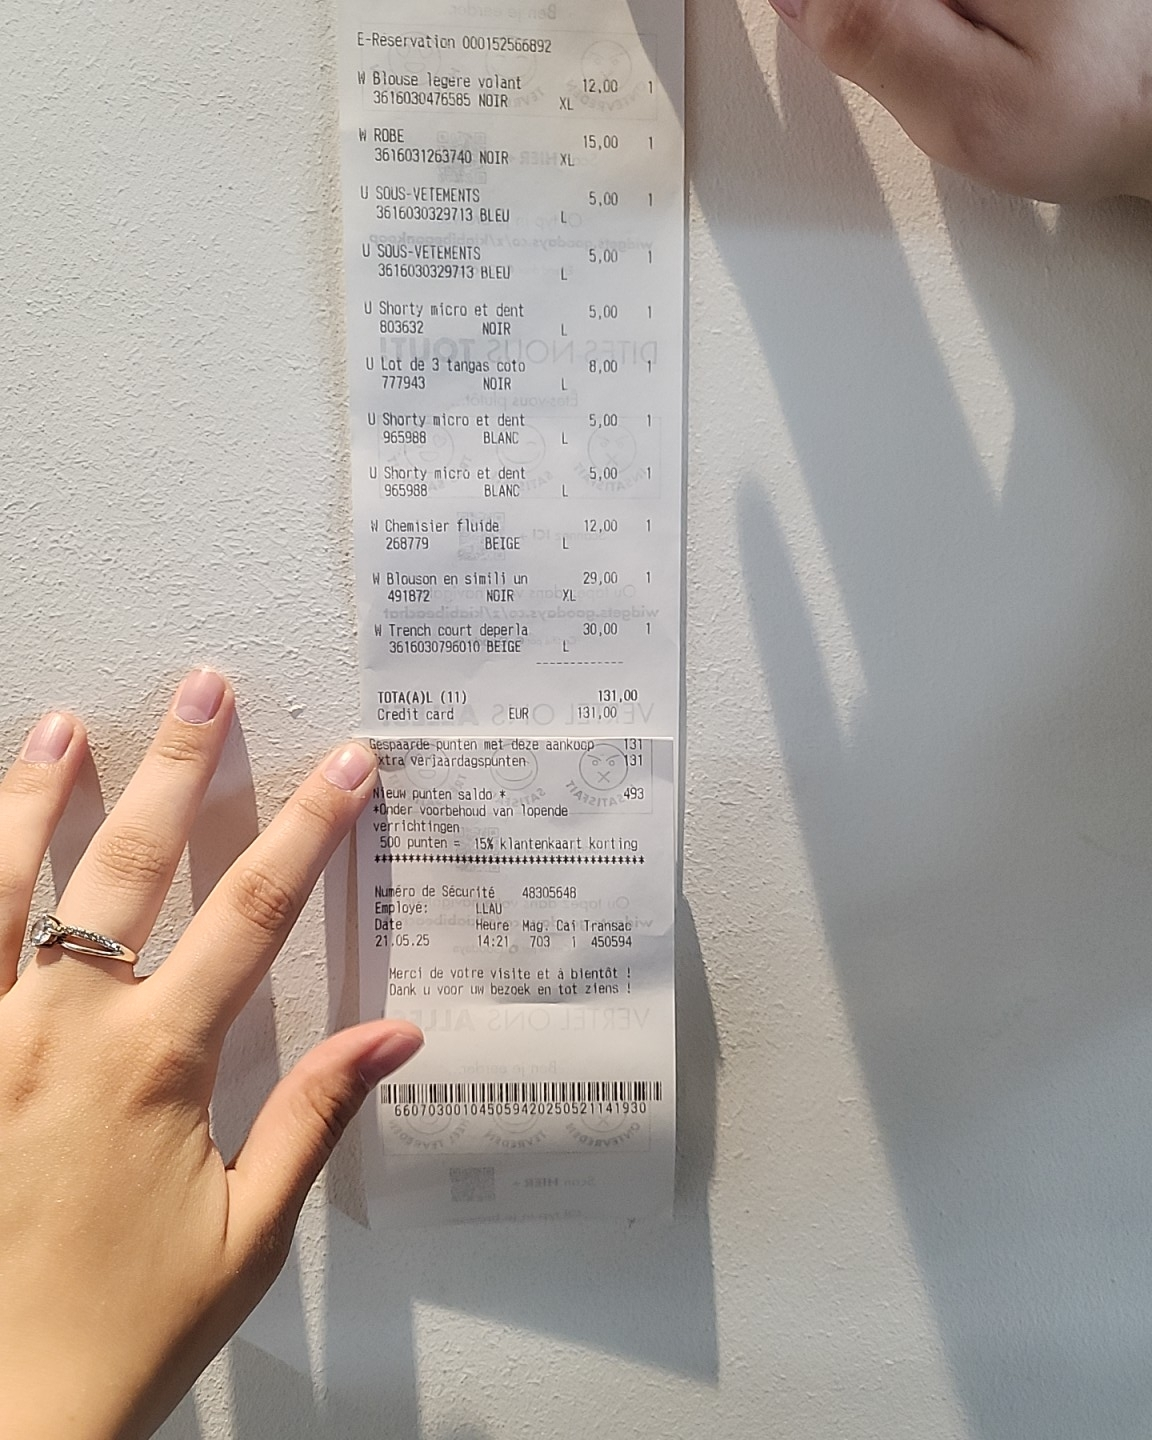 E-Reservation 000152566892
W Blouse legere volant 12,00 1
3616030476585 NOIR XL
W ROBE 15,00 1
3616031263740 NOIR XL
U SOUS-VETEMENTS 5,00 1
3616030329713 BLEU L
U SOUS-VETEMENTS 5,00 1
3616030329713 BLEU L
U Shorty micro et dent 5,00 1
803632 NOIR L
U Lot de 3 tangas coto 8,00 1
777943 NOIR L
U Shorty micro et dent 5,00 1
965988 BLANC L
U Shorty micro et dent 5,00 1
965988 BLANC L
W Chemisier fluide 12,00 1
268779 BEIGE L
W Blouson en simili un 29,00 1
491872 NOIR XL
W Trench court deperla 30,00 1
3616030796010 BEIGE L
------------
TOTA(A)L (11) 131,00
Credit card EUR 131,00
Gespaarde punten met deze aankoop 131
xtra verjaardagspunten 131
Nieuw punten saldo * 493
*Onder voorbehoud van lopende
verrichtingen
500 punten = 15% klantenkaart korting
****************************************
Numéro de Sécurité 48305648
Employé: LLAU
Date Heure Mag. Cai Transac
21.05.25 14:21 703 1 450594
Merci de votre visite et à bientôt !
Dank u voor uw bezoek en tot ziens !
660703001045059420250521141930